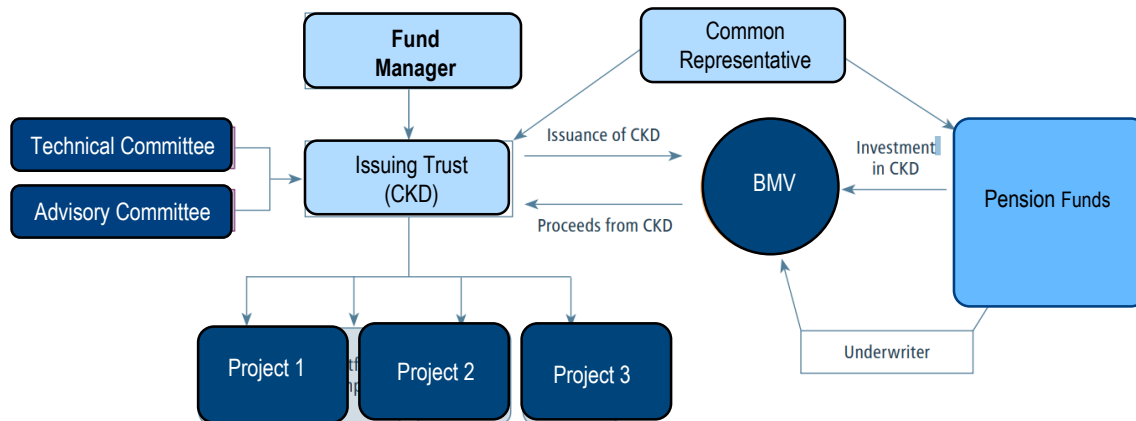 Fund
Manager
Common
Representative
Technical Committee
Advisory Committee
Issuing Trust
(CKD)
Issuance of CKD
Proceeds from CKD
BMV
Investment
in CKD
Pension Funds
Project 1
Project 2
Project 3
Underwriter